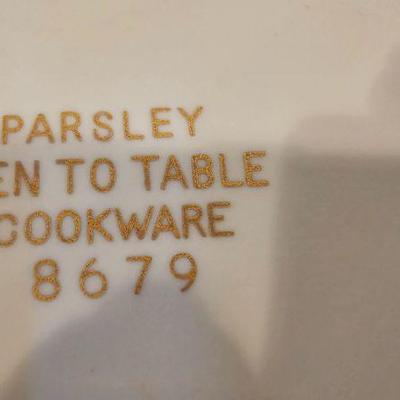 PARSLEY
EN TO TABLE
COOKWARE
8679